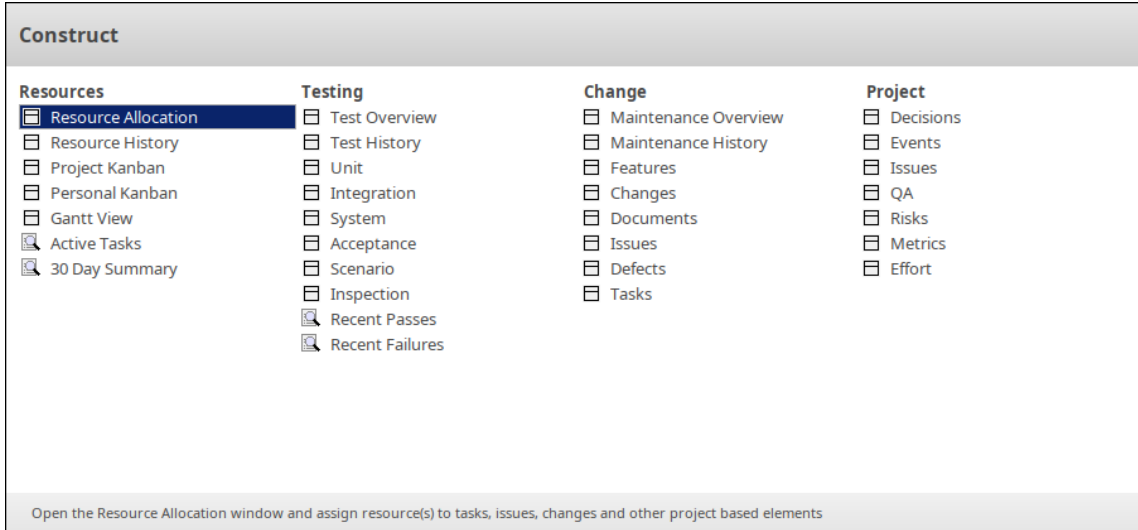 Construct
Resources
Resource Allocation
Resource History
Project Kanban
Personal Kanban
Gantt View
Active Tasks
30 Day Summary
Testing
Test Overview
Test History
Unit
Integration
System
Acceptance
Scenario
Inspection
Recent Passes
Recent Failures
Change
Maintenance Overview
Maintenance History
Features
Changes
Documents
Issues
Defects
Tasks
Project
Decisions
Events
Issues
QA
Risks
Metrics
Effort
Open the Resource Allocation window and assign resource(s) to tasks, issues, changes and other project based elements